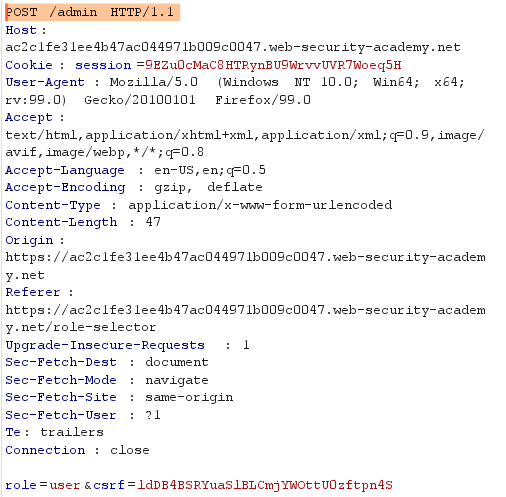 POST /admin HTTP/1.1
Host :
ac2c1fe31ee4b47ac044971b009c0047.web-security-academy.net
Cookie : session =9EZu0cMaC8HTRynBU9WrvvUVR7Woeq5H
User-Agent : Mozilla/5.0 (Windows NT 10.0; Win64; x64;
rv:99.0) Gecko/20100101 Firefox/99.0
Accept :
text/html,application/xhtml+xml,application/xml;q=0.9,image/
avif,image/webp,*/*;q=0.8
Accept-Language : en-US,en;q=0.5
Accept-Encoding : gzip, deflate
Content-Type : application/x-www-form-urlencoded
Content-Length : 47
Origin :
https://ac2c1fe31ee4b47ac044971b009c0047.web-security-academ
y.net
Referer :
https://ac2c1fe31ee4b47ac044971b009c0047.web-security-academ
y.net/role-selector
Upgrade-Insecure-Requests : 1
Sec-Fetch-Dest : document
Sec-Fetch-Mode : navigate
Sec-Fetch-Site : same-origin
Sec-Fetch-User : ?1
Te : trailers
Connection : close
role =user &csrf =ldDB4BSRYuaSlBLCmjYWOttU0zftpn4S